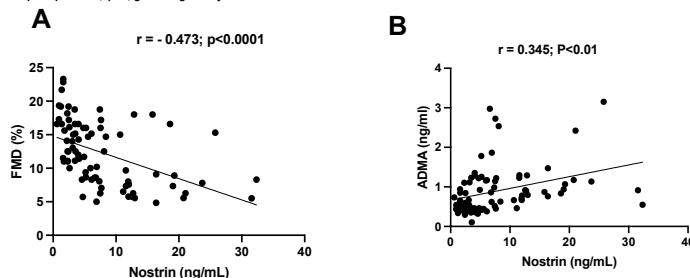 A
r = - 0.473; p<0.0001
25
20
15
10
5
0
FMD (%)
0 10 20 30 40
Nostrin (ng/mL)
B
r = 0.345; P<0.01
4
3
2
1
0
ADMA (ng/ml)
0 10 20 30 40
Nostrin (ng/mL)